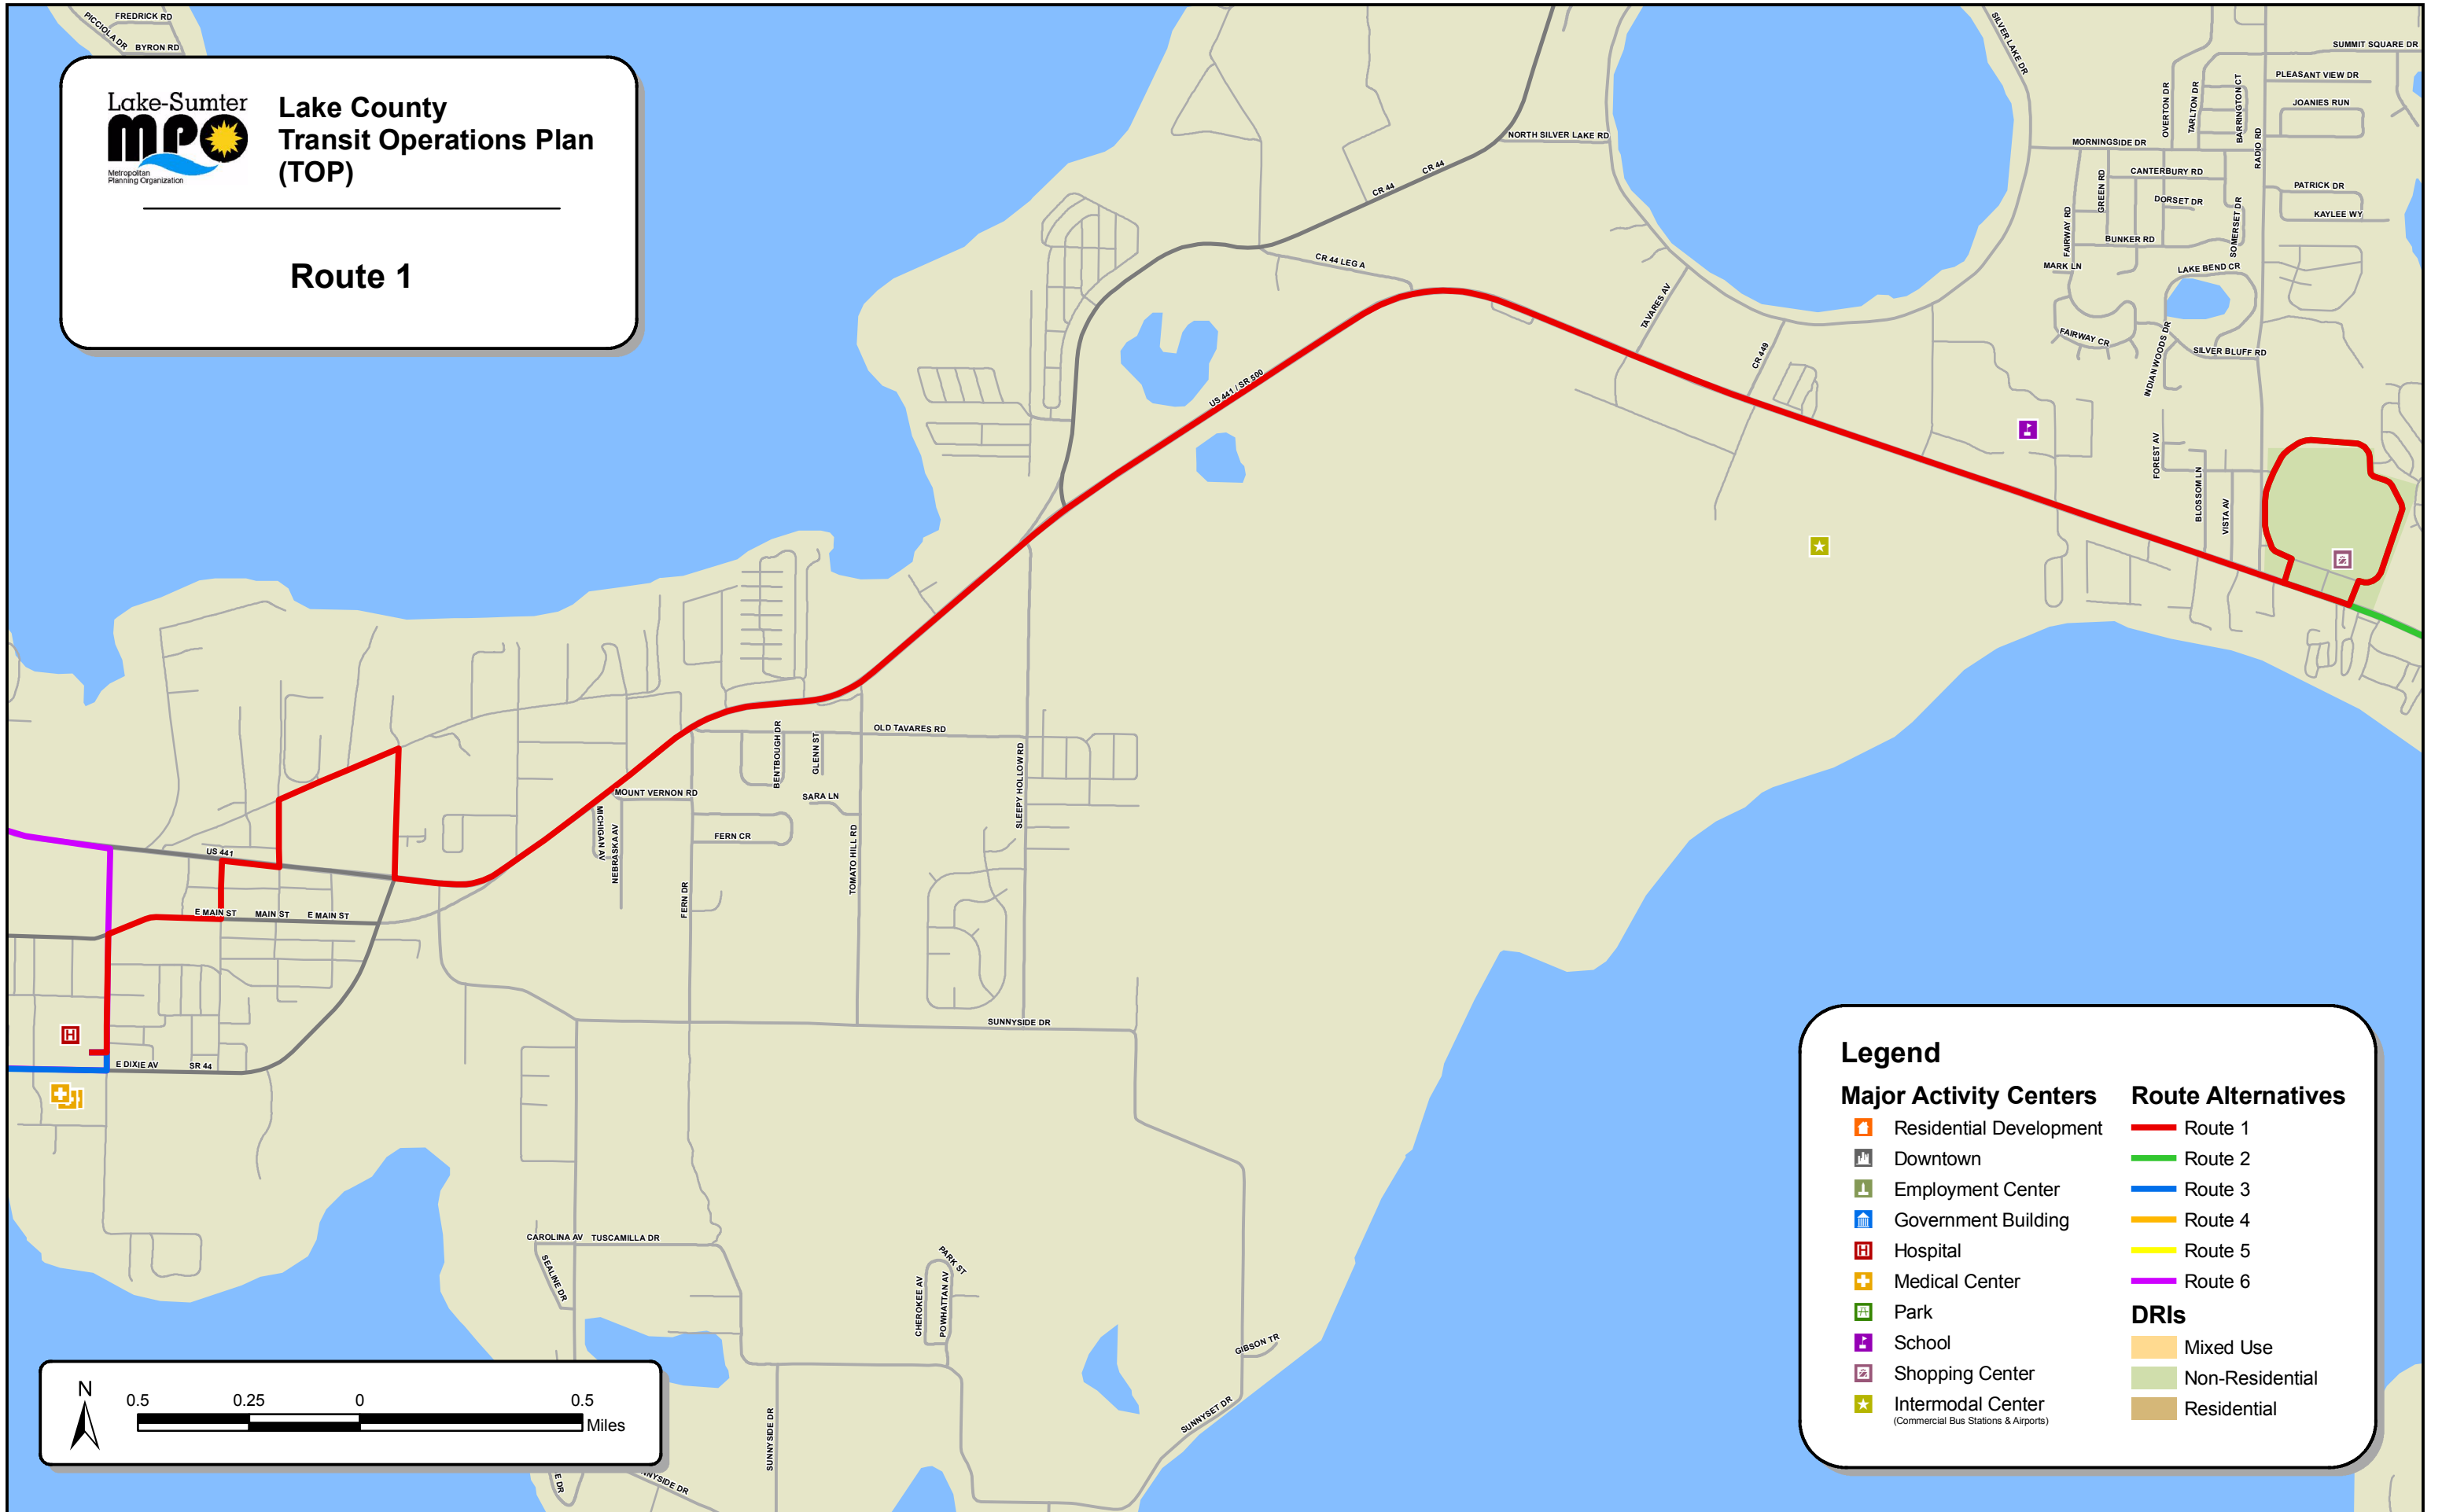 FREDRICK RD
PICCIOLA DR
BYRON RD
Lake-Sumter
MPO
Metropolitan
Planning Organization
Lake County
Transit Operations Plan
(TOP)
Route 1
SILVER LAKE DR
SUMMIT SQUARE DR
PLEASANT VIEW DR
JOANIES RUN
OVERTON DR
TARLTON DR
BARRINGTON CT
RADIO RD
NORTH SILVER LAKE RD
MORNINGSIDE DR
CR 44
CR 44
CANTERBURY RD
GREEN RD
PATRICK DR
DORSET DR
KAYLEE WY
FAIRWAY RD
SOMERSET DR
BUNKER RD
MARK LN
LAKE BEND CR
CR 44 LEG A
TAVARES AV
FAIRWAY CR
INDIAN WOODS DR
SILVER BLUFF RD
CR 449
US 441 / SR 500
FOREST AV
BLOSSOM LN
VISTA AV
OLD TAVARES RD
BENTBOUGH DR
GLENN ST
SLEEPY HOLLOW RD
MOUNT VERNON RD
SARA LN
MICHIGAN AV
NEBRASKA AV
FERN CR
TOMATO HILL RD
FERN DR
US 441
E MAIN ST
MAIN ST
E MAIN ST
SUNNYSIDE DR
E DIXIE AV
SR 44
CAROLINA AV
TUSCAMILLA DR
SEALINE DR
PARK ST
CHEROKEE AV
POWHATTAN AV
GIBSON TR
SUNNYSET DR
SUNNYSIDE DR
NYSIDE DR
E DR
N
0.5
0.25
0
0.5
Miles
Legend
Major Activity Centers
Residential Development
Downtown
Employment Center
Government Building
Hospital
Medical Center
Park
School
Shopping Center
Intermodal Center
(Commercial Bus Stations & Airports)
Route Alternatives
Route 1
Route 2
Route 3
Route 4
Route 5
Route 6
DRIs
Mixed Use
Non-Residential
Residential